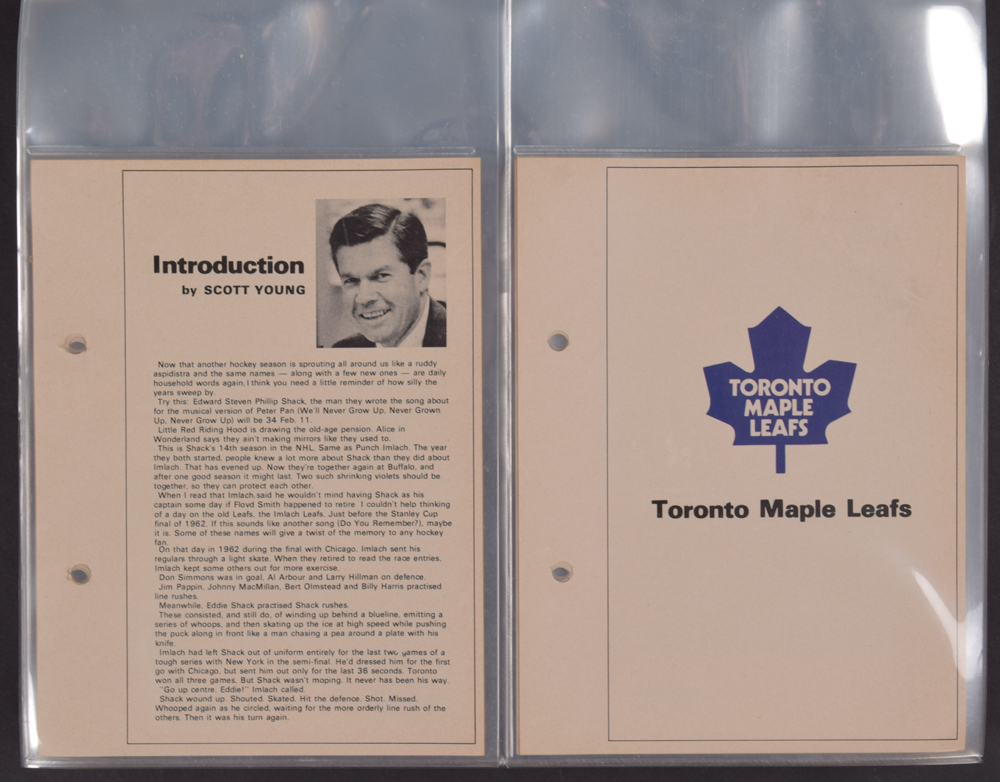 Introduction
by SCOTT YOUNG
Now that another hockey season is sprouting all around us like a ruddy
aspidistra and the same names — along with a few new ones — are daily
household words again, I think you need a little reminder of how silly the
years sweep by.
Try this: Edward Steven Phillip Shack, the man they wrote the song about
for the musical version of Peter Pan (We'll Never Grow Up, Never Grown
Up, Never Grow Up) will be 34 Feb. 11.
Little Red Riding Hood is drawing the old-age pension. Alice in
Wonderland says they ain't making mirrors like they used to.
This is Shack's 14th season in the NHL. Same as Punch Imlach. The year
they both started, people knew a lot more about Shack than they did about
Imlach. That has evened up. Now they're together again at Buffalo, and
after one good season it might last. Two such shrinking violets should be
together, so they can protect each other.
When I read that Imlach said he wouldn't mind having Shack as his
captain some day if Floyd Smith happened to retire I couldn't help thinking
of a day on the old Leafs, the Imlach Leafs. Just before the Stanley Cup
final of 1962. If this sounds like another song (Do You Remember?), maybe
it is. Some of these names will give a twist of the memory to any hockey
fan.
On that day in 1962 during the final with Chicago, Imlach sent his
regulars through a light skate. When they retired to read the race entries,
Imlach kept some others out for more exercise.
Don Simmons was in goal, Al Arbour and Larry Hillman on defence.
Jim Pappin, Johnny MacMillan, Bert Olmstead and Billy Harris practised
line rushes.
Meanwhile, Eddie Shack practised Shack rushes.
These consisted, and still do, of winding up behind a blueline, emitting a
series of whoops, and then skating up the ice at high speed while pushing
the puck along in front like a man chasing a pea around a plate with his
knife.
Imlach had left Shack out of uniform entirely for the last two games of a
tough series with New York in the semi-final. He'd dressed him for the first
go with Chicago, but sent him out only for the last 36 seconds. Toronto
won all three games. But Shack wasn't moping. It never has been his way.
"Go up centre, Eddie!" Imlach called.
Shack wound up. Shouted. Skated. Hit the defence. Shot. Missed.
Whooped again as he circled, waiting for the more orderly line rush of the
others. Then it was his turn again.
TORONTO
MAPLE
LEAFS
Toronto Maple Leafs